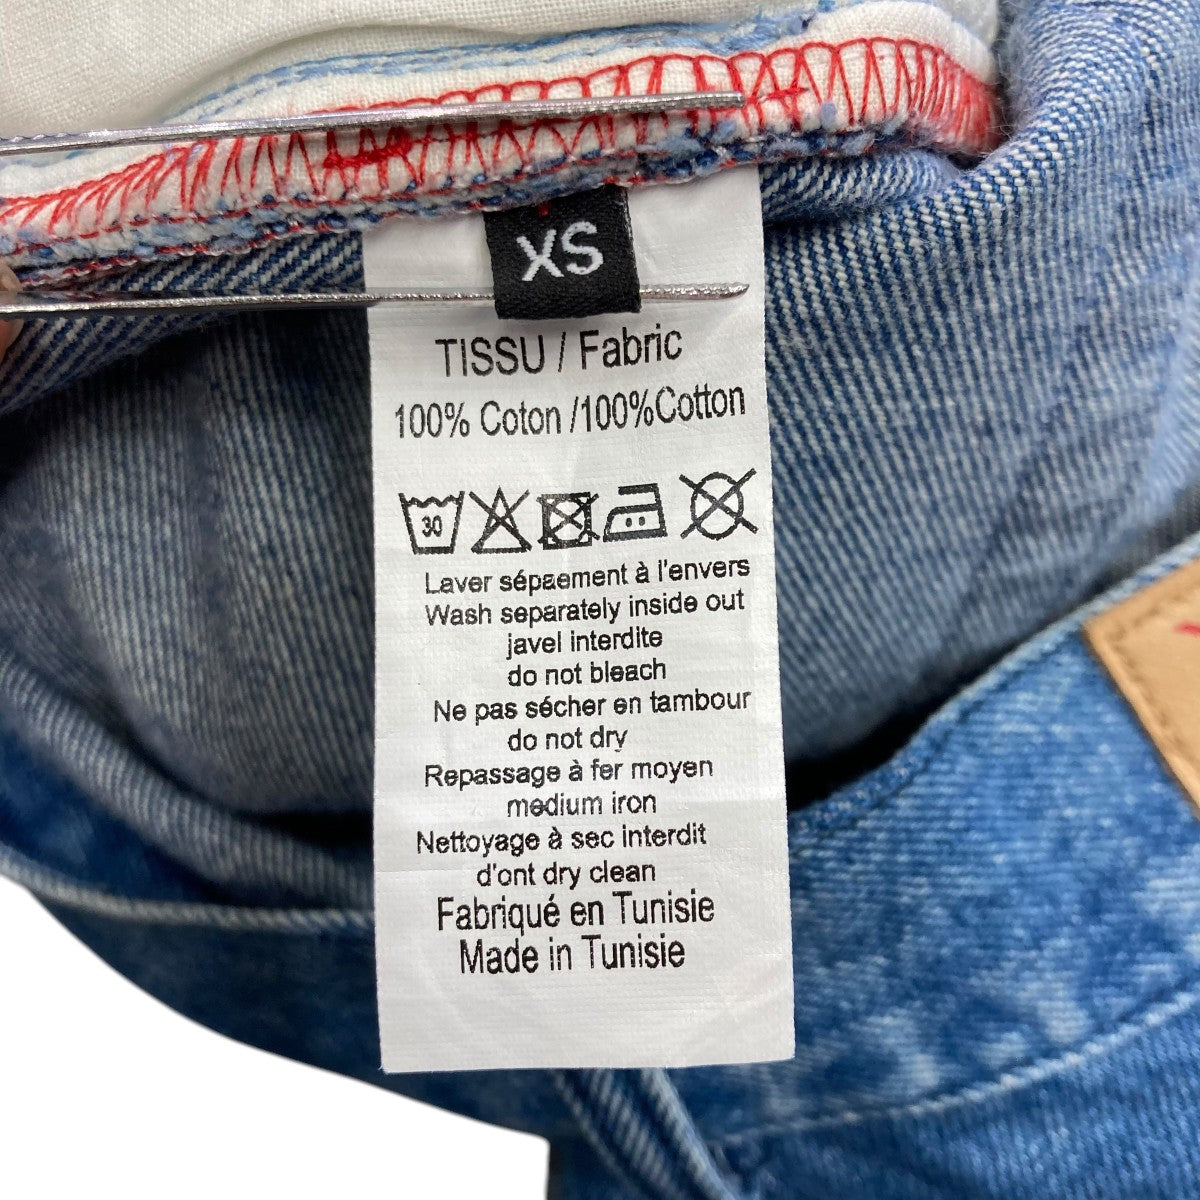 XS
TISSU / Fabric
100% Coton /100%Cotton
30
Laver sépaement à l'envers
Wash separately inside out
javel interdite
do not bleach
Ne pas sécher en tambour
do not dry
Repassage à fer moyen
medium iron
Nettoyage à sec interdit
d'ont dry clean
Fabriqué en Tunisie
Made in Tunisie